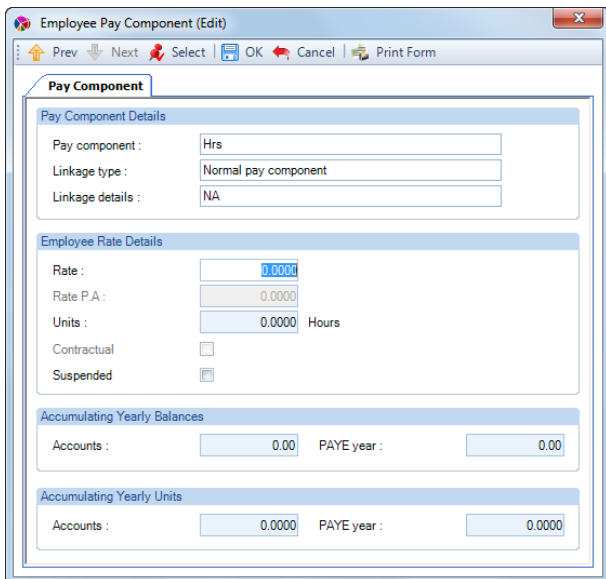 Employee Pay Component (Edit)
Prev Next Select OK Cancel Print Form
Pay Component
Pay Component Details
Pay component : Hrs
Linkage type : Normal pay component
Linkage details : NA
Employee Rate Details
Rate : 0.0000
Rate P.A : 0.0000
Units : 0.0000 Hours
Contractual
Suspended
Accumulating Yearly Balances
Accounts : 0.00 PAYE year : 0.00
Accumulating Yearly Units
Accounts : 0.0000 PAYE year : 0.0000